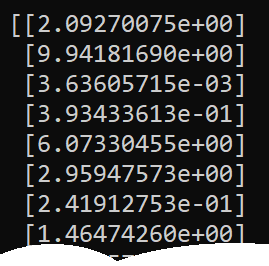 [[2.09270075e+00]
[9.94181690e+00]
[3.63605715e-03]
[3.93433613e-01]
[6.07330455e+00]
[2.95947573e+00]
[2.41912753e-01]
[1.46474260e+00]